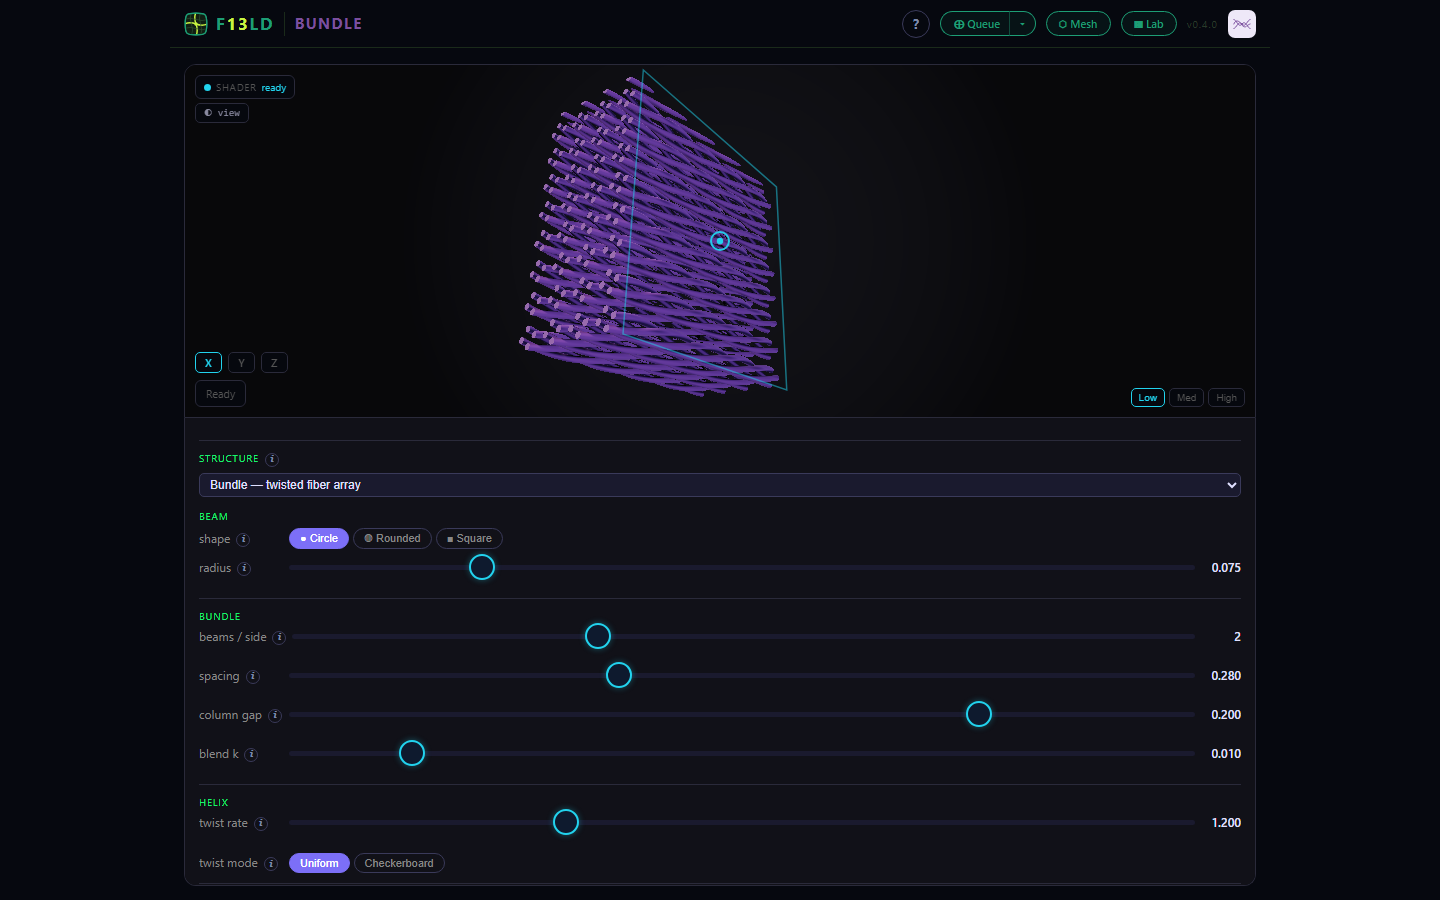 F13LD BUNDLE
? Queue Mesh Lab v0.4.0
SHADER ready
view
X Y Z
Ready
Low Med High
STRUCTURE i
Bundle — twisted fiber array
BEAM
shape i Circle Rounded Square
radius i 0.075
BUNDLE
beams / side i 2
spacing i 0.280
column gap i 0.200
blend k i 0.010
HELIX
twist rate i 1.200
twist mode i Uniform Checkerboard